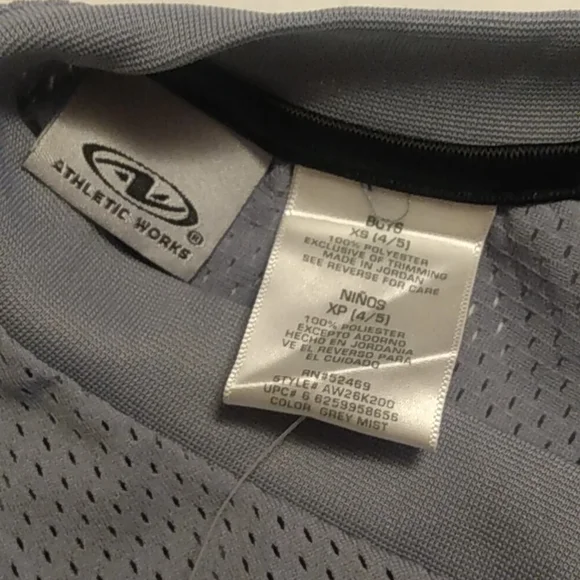 ATHLETIC WORKS®
BOYS
XS (4/5)
100% POLYESTER
EXCLUSIVE OF TRIMMING
MADE IN JORDAN
SEE REVERSE FOR CARE
NIÑOS
XP (4/5)
100% POLIESTER
EXCEPTO ADORNO
HECHO EN JORDANIA
VE EL REVERSO PARA
EL CUIDADO
RN#52469
STYLE# AW26K200
UPC# 6 6259958656
COLOR: GREY MIST